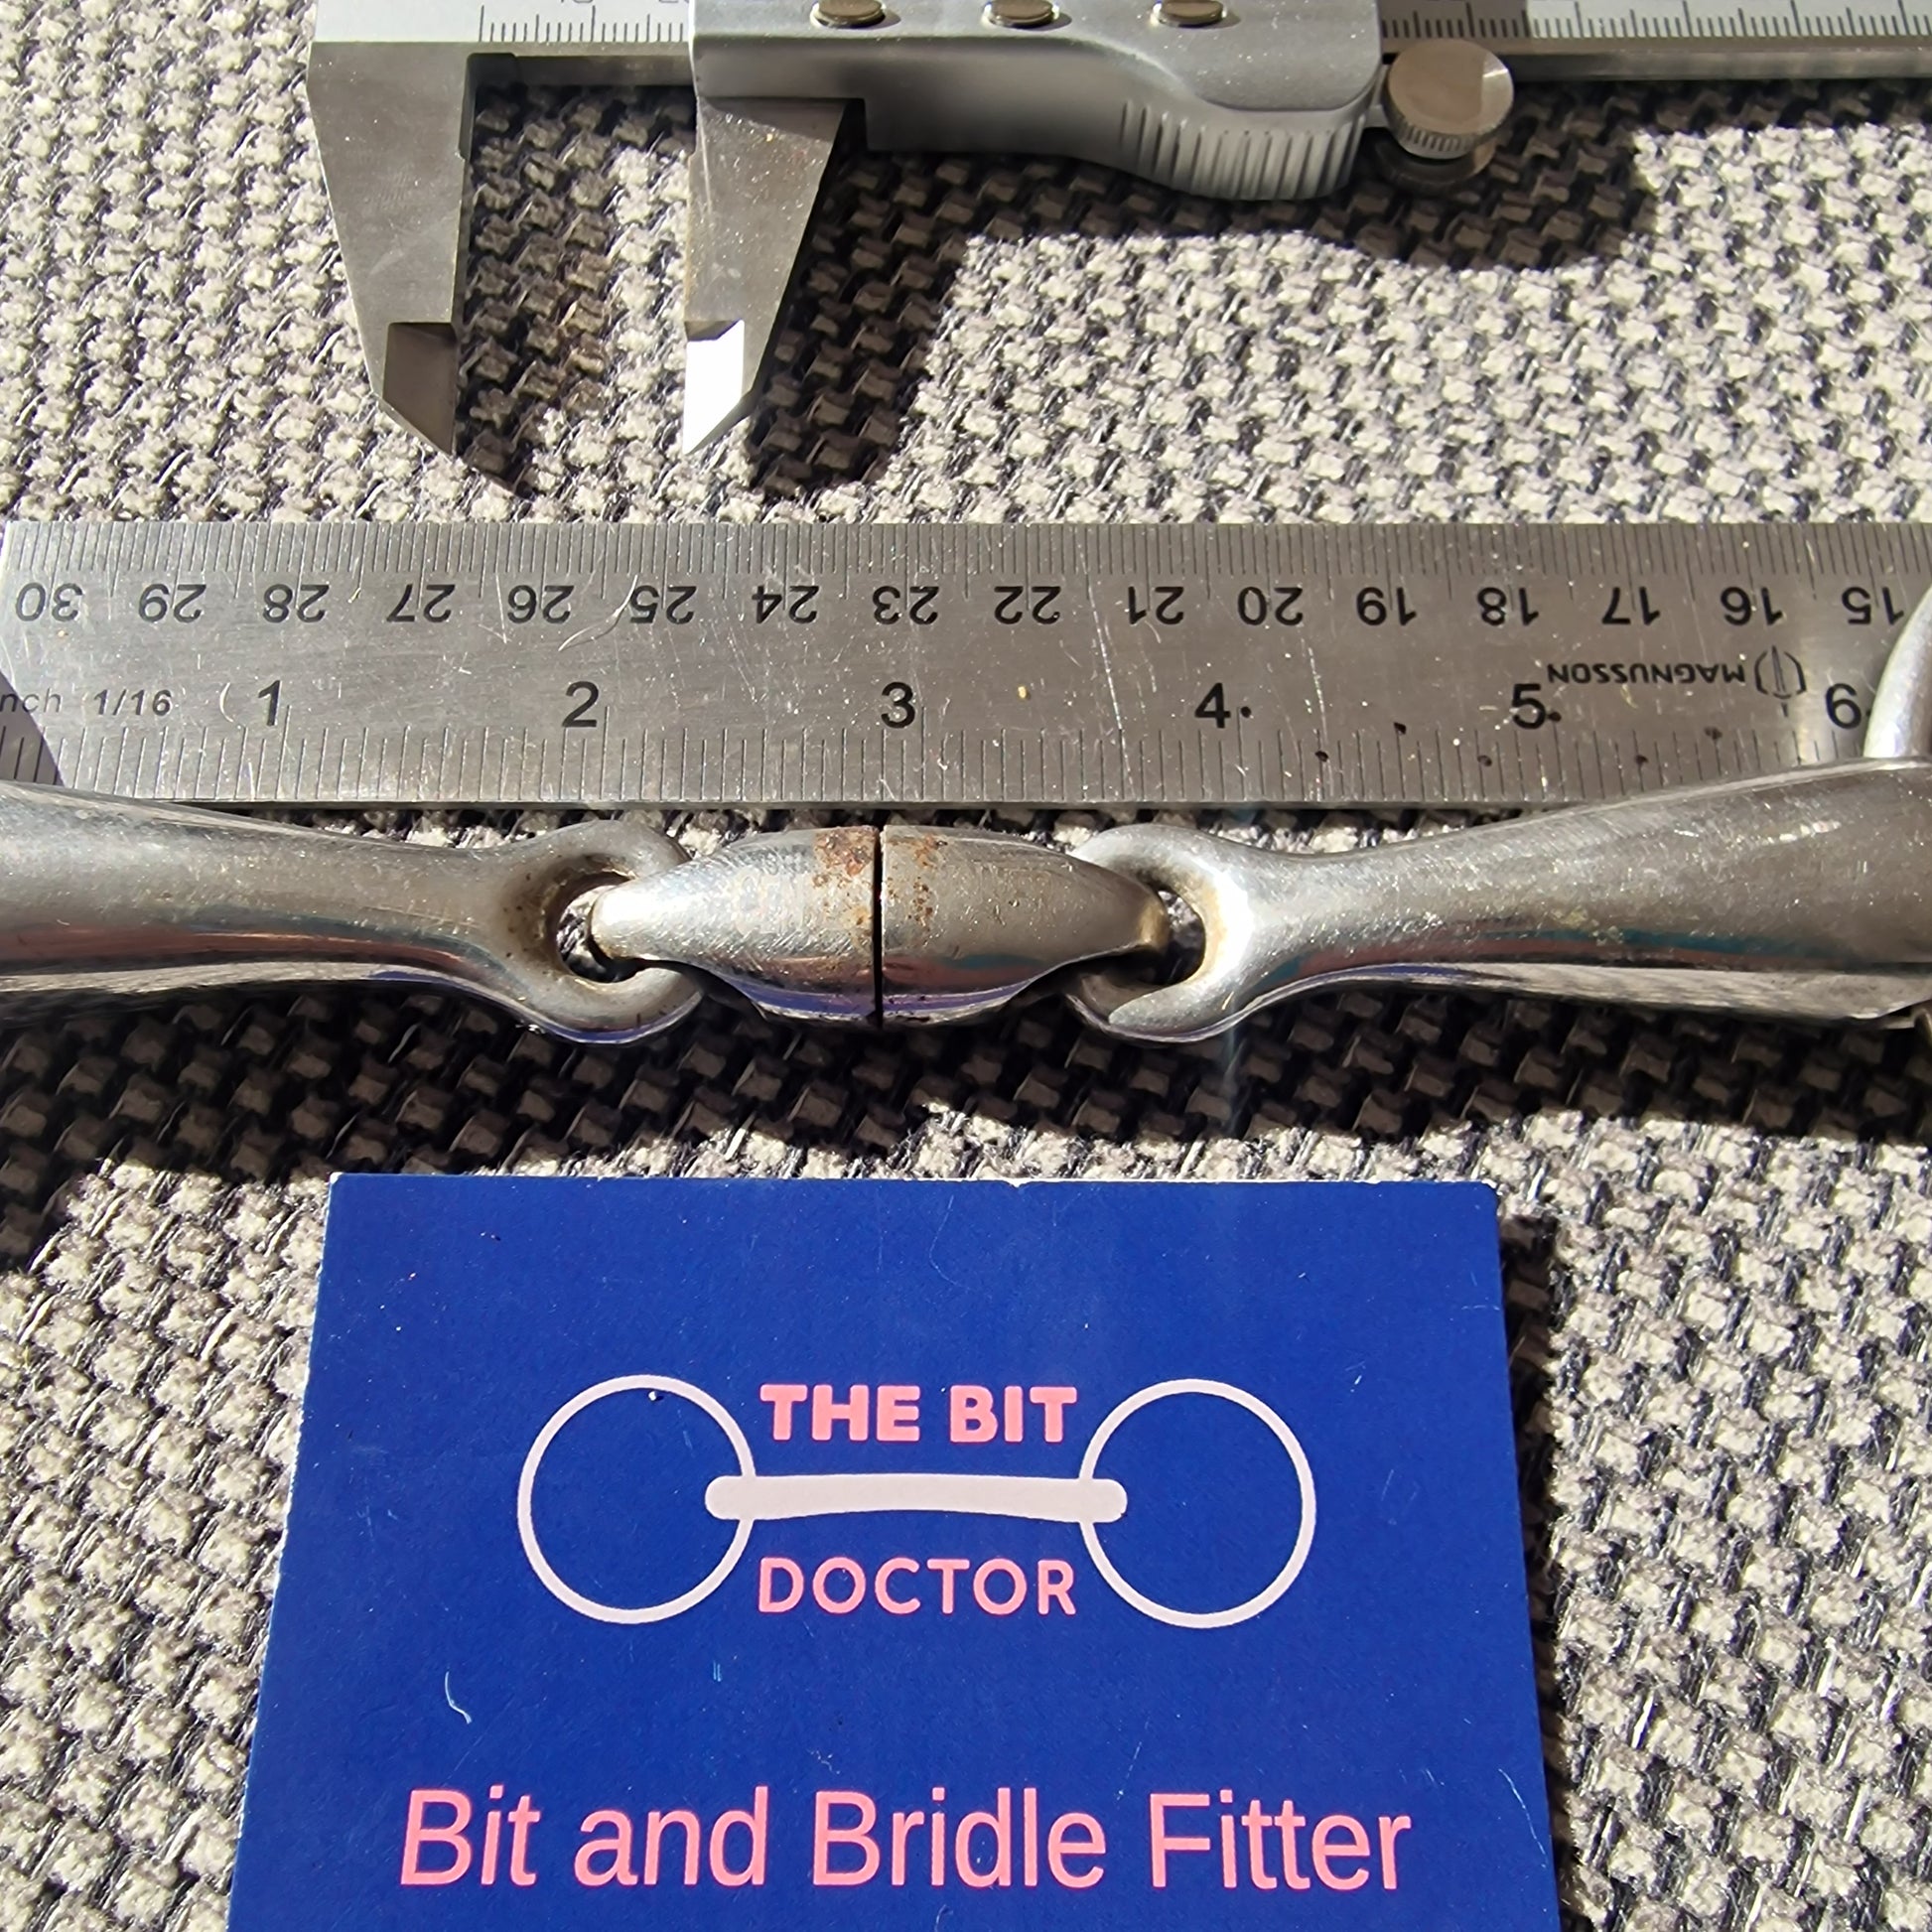 30 29 28 27 26 25 24 23 22 21 20 19 18 17 16 15
MAGNUSSON
nch 1/16 1 2 3 4 5 6
THE BIT
DOCTOR
Bit and Bridle Fitter